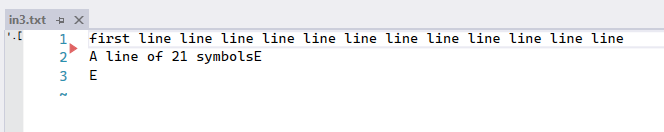 in3.txt
1 first line line line line line line line line line line line line
2 A line of 21 symbolsE
3 E
~